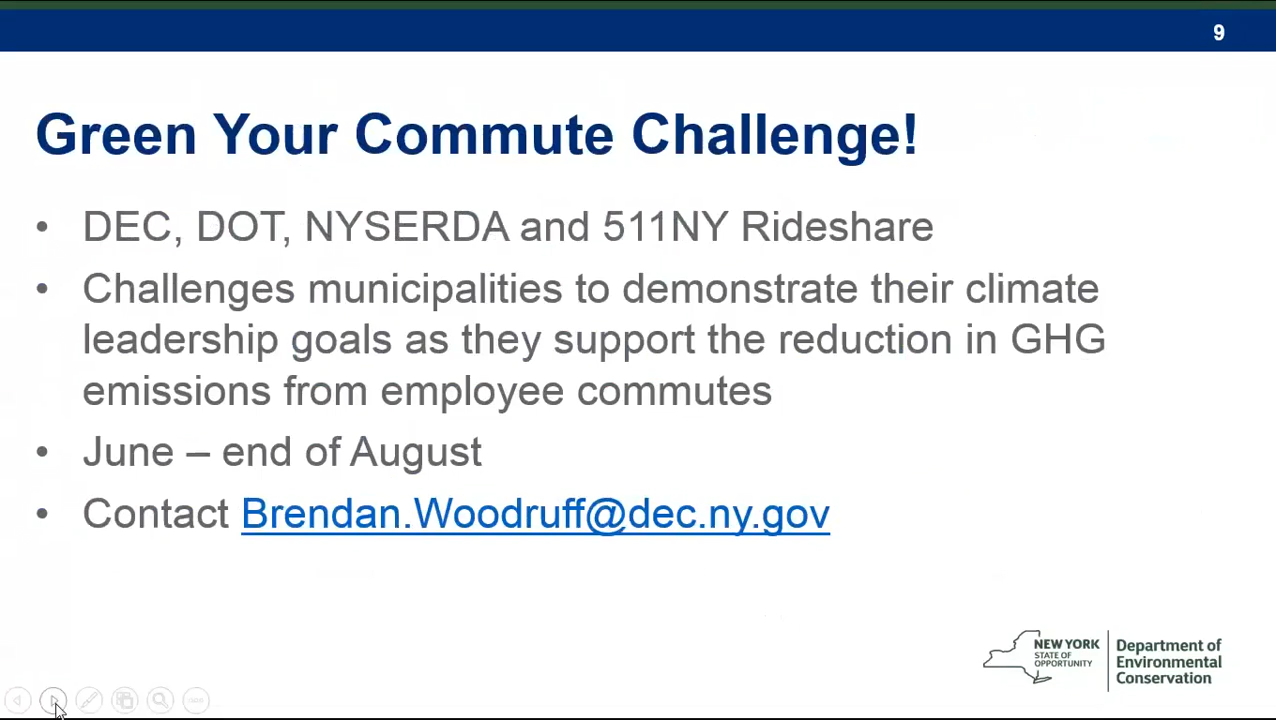 9
Green Your Commute Challenge!
• DEC, DOT, NYSERDA and 511NY Rideshare
• Challenges municipalities to demonstrate their climate
leadership goals as they support the reduction in GHG
emissions from employee commutes
• June – end of August
• Contact Brendan.Woodruff@dec.ny.gov
NEW YORK
STATE OF
OPPORTUNITY
Department of
Environmental
Conservation